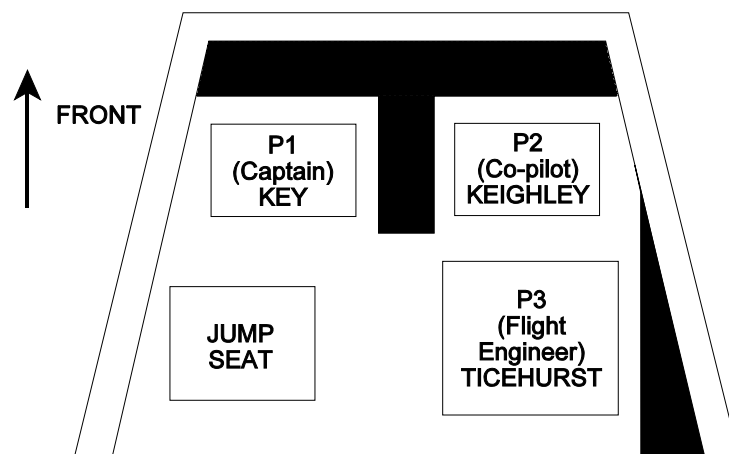 FRONT
P1
(Captain)
KEY
P2
(Co-pilot)
KEIGHLEY
JUMP
SEAT
P3
(Flight
Engineer)
TICEHURST